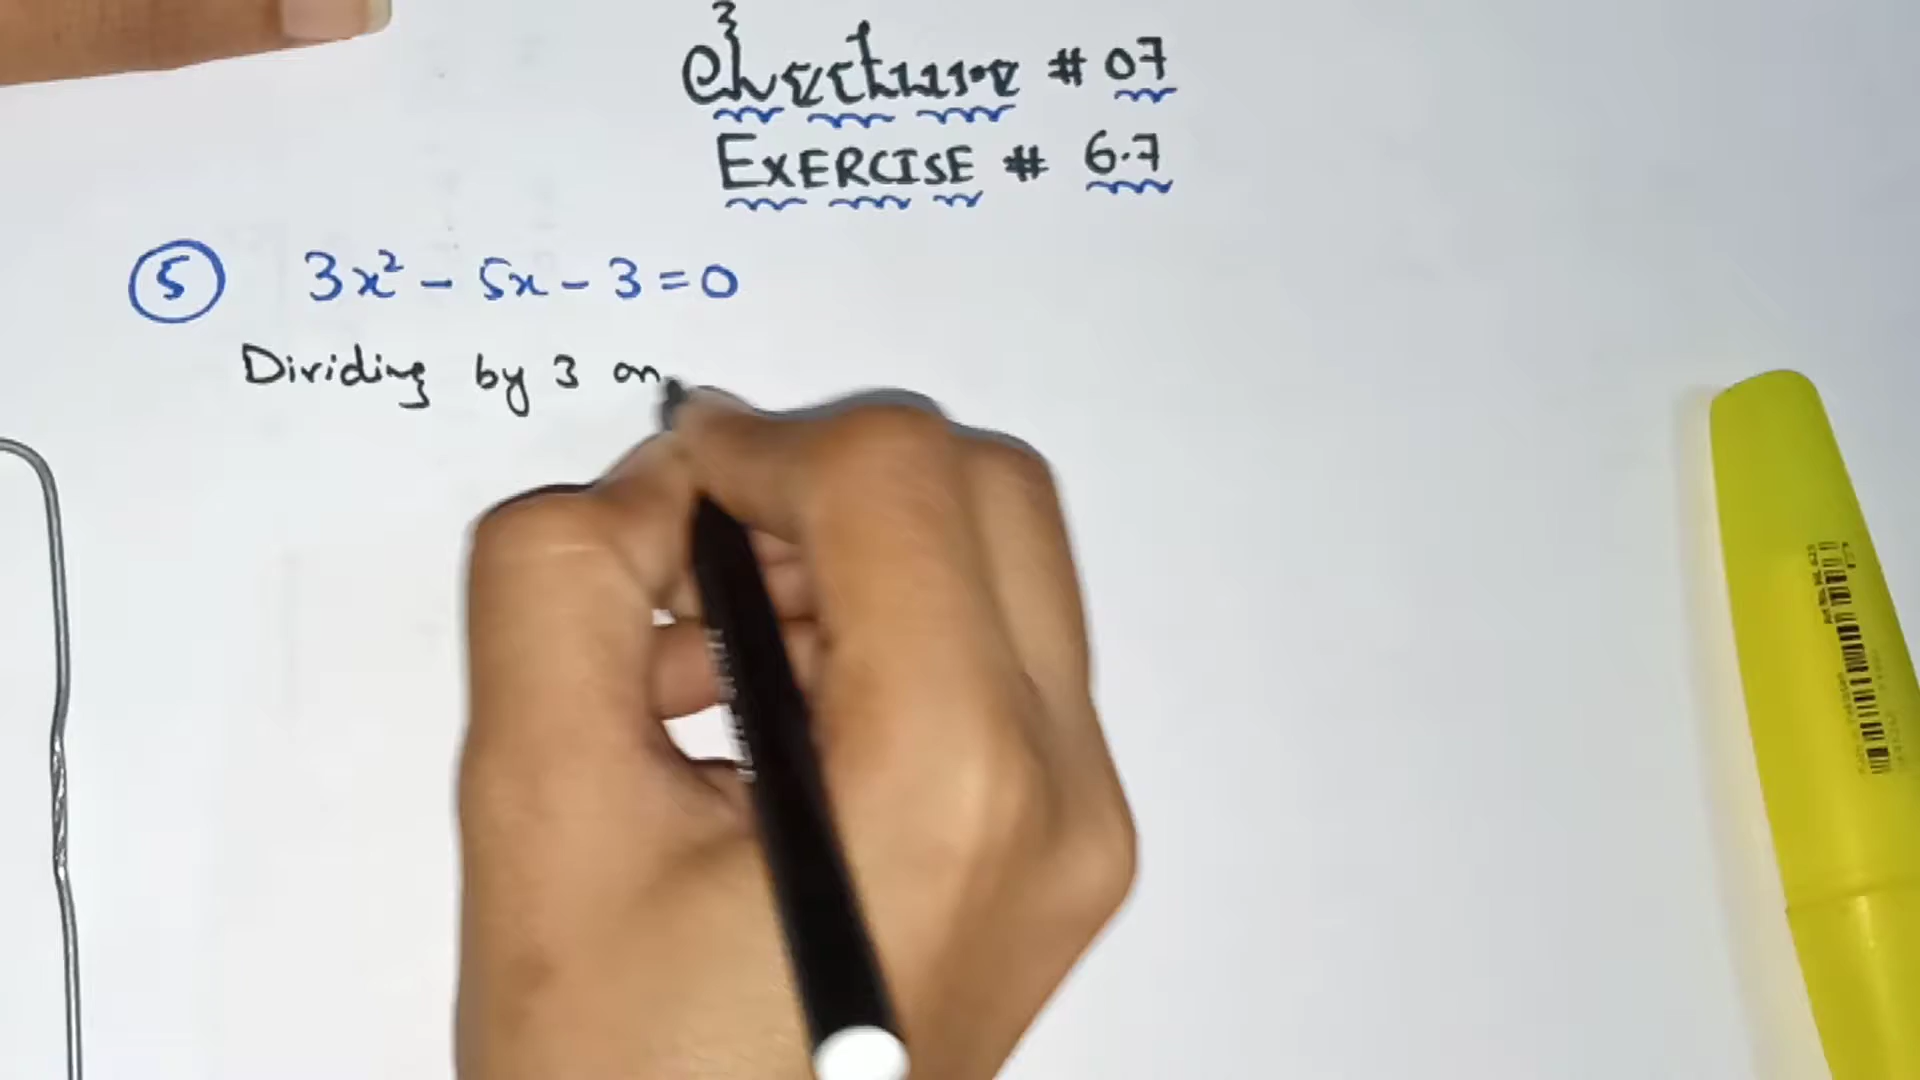 Lecture # 07
EXERCISE # 6.7
5 3x² - 5x - 3 = 0
Dividing by 3 on